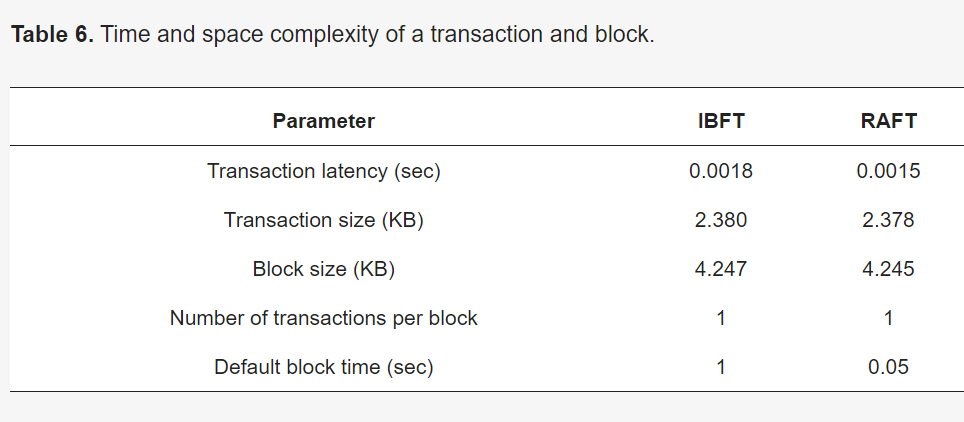 Table 6. Time and space complexity of a transaction and block.
Parameter IBFT RAFT
Transaction latency (sec) 0.0018 0.0015
Transaction size (KB) 2.380 2.378
Block size (KB) 4.247 4.245
Number of transactions per block 1 1
Default block time (sec) 1 0.05